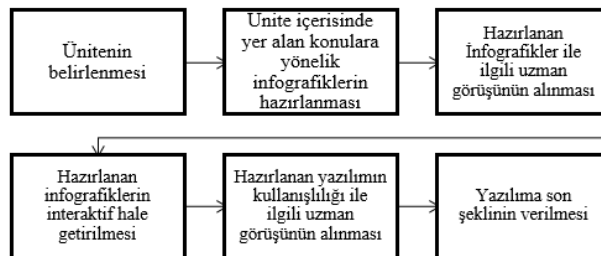 Ünitenin
belirlenmesi
Ünite içerisinde
yer alan konulara
yönelik
infografiklerin
hazırlanması
Hazırlanan
İnfografikler ile
ilgili uzman
görüşünün alınması
Hazırlanan
infografiklerin
interaktif hale
getirilmesi
Hazırlanan yazılımın
kullanışlılığı ile
ilgili uzman
görüşünün alınması
Yazılıma son
şeklinin verilmesi